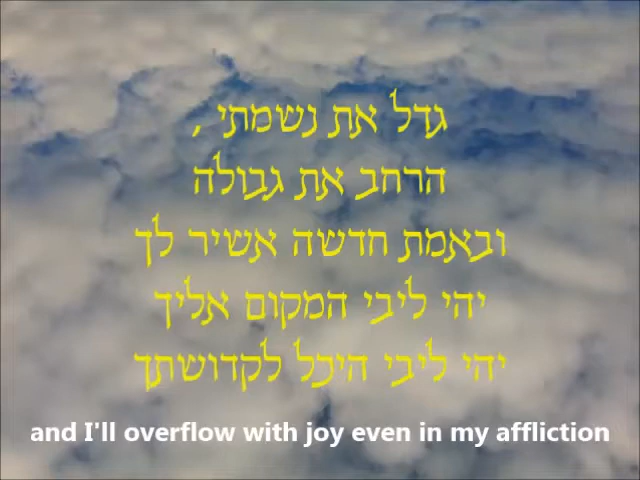 גדל את נשמתי ,
הרחב את גבולה
ובאמת חדשה אשיר לך
יהי ליבי המקום אליך
יהי ליבי היכל לקדושתך
and I'll overflow with joy even in my affliction